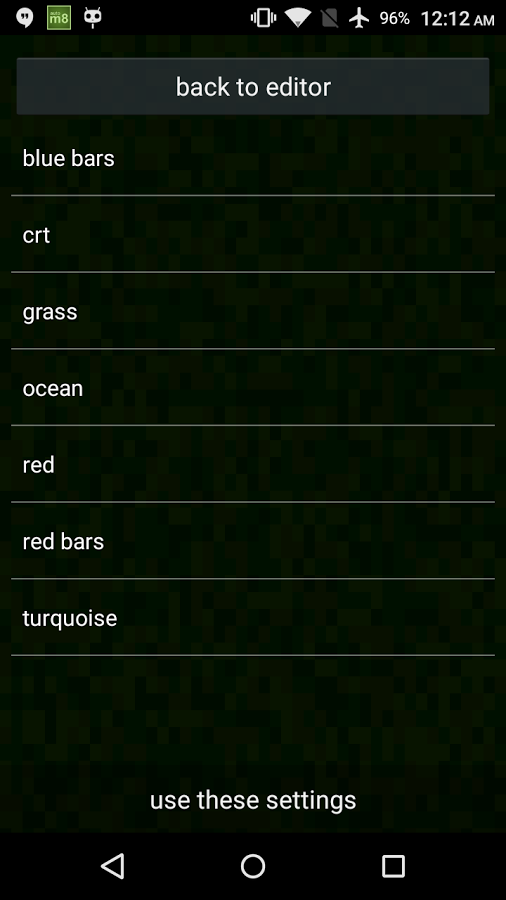 m8 96% 12:12 AM
back to editor
blue bars
crt
grass
ocean
red
red bars
turquoise
use these settings